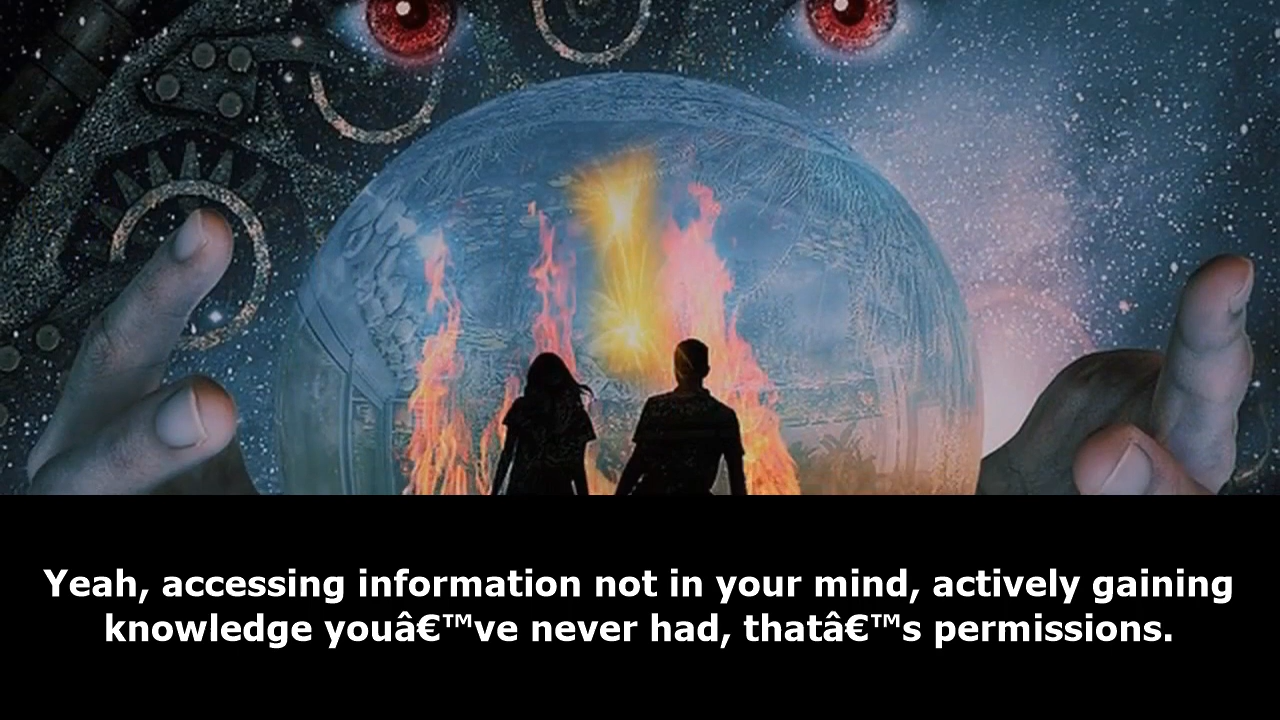 Yeah, accessing information not in your mind, actively gaining
knowledge youâ€™ve never had, thatâ€™s permissions.